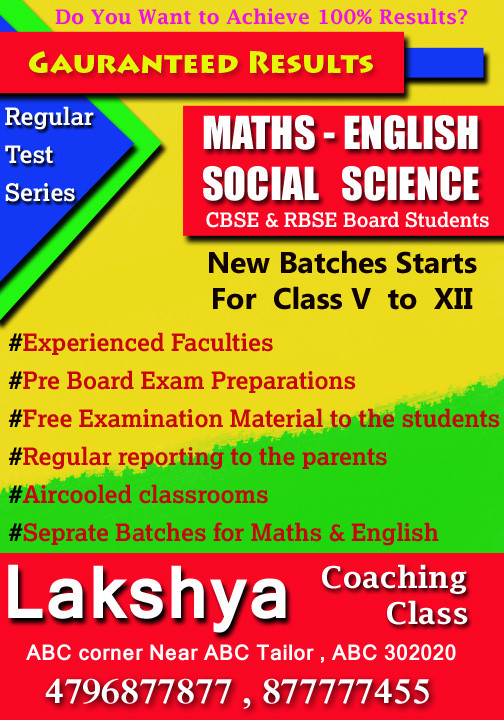 Do You Want to Achieve 100% Results?
Gauranteed Results
Regular
Test
Series
MATHS - ENGLISH
SOCIAL SCIENCE
CBSE & RBSE Board Students
New Batches Starts
For Class V to XII
#Experienced Faculties
#Pre Board Exam Preparations
#Free Examination Material to the students
#Regular reporting to the parents
#Aircooled classrooms
#Seprate Batches for Maths & English
Lakshya
Coaching
Class
ABC corner Near ABC Tailor , ABC 302020
4796877877 , 877777455